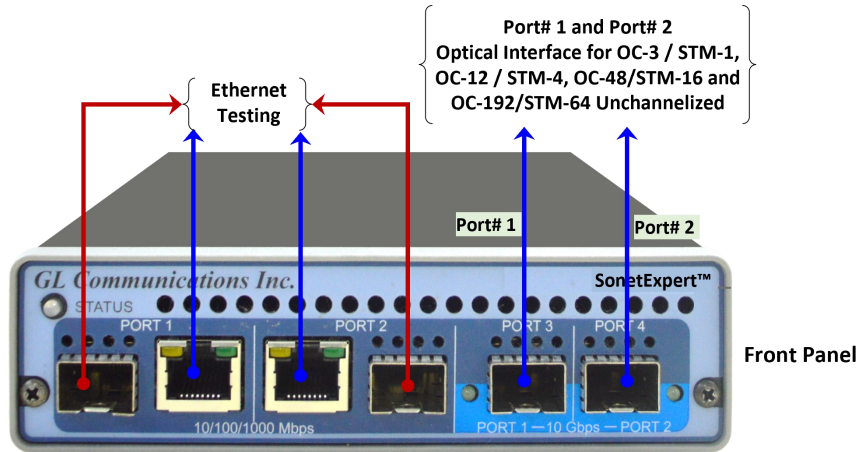 Port# 1 and Port# 2
Optical Interface for OC-3 / STM-1,
OC-12 / STM-4, OC-48/STM-16 and
OC-192/STM-64 Unchannelized
Ethernet
Testing
Port# 1
Port# 2
GL Communications Inc.
SonetExpert™
STATUS
PORT 1
PORT 2
PORT 3
PORT 4
Front Panel
10/100/1000 Mbps
PORT 1 — 10 Gbps — PORT 2